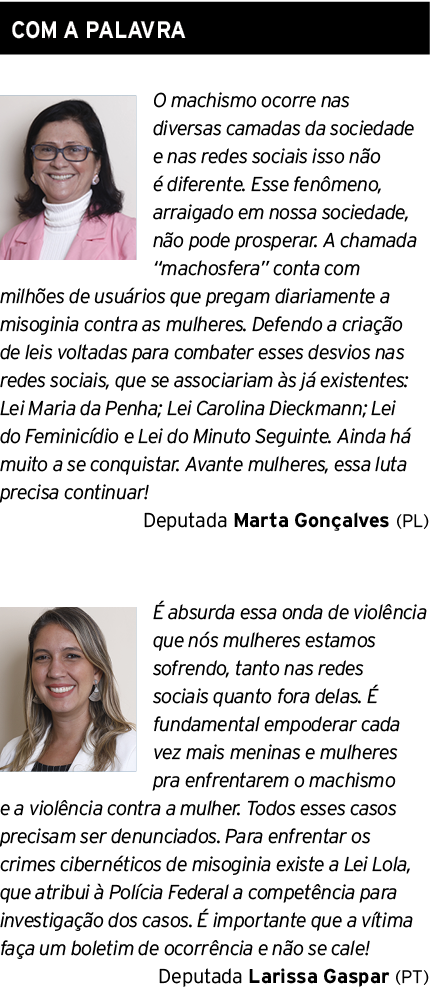 COM A PALAVRA
O machismo ocorre nas
diversas camadas da sociedade
e nas redes sociais isso não
é diferente. Esse fenômeno,
arraigado em nossa sociedade,
não pode prosperar. A chamada
“machosfera” conta com
milhões de usuários que pregam diariamente a
misoginia contra as mulheres. Defendo a criação
de leis voltadas para combater esses desvios nas
redes sociais, que se associariam às já existentes:
Lei Maria da Penha; Lei Carolina Dieckmann; Lei
do Feminicídio e Lei do Minuto Seguinte. Ainda há
muito a se conquistar. Avante mulheres, essa luta
precisa continuar!
Deputada Marta Gonçalves (PL)
É absurda essa onda de violência
que nós mulheres estamos
sofrendo, tanto nas redes
sociais quanto fora delas. É
fundamental empoderar cada
vez mais meninas e mulheres
pra enfrentarem o machismo
e a violência contra a mulher. Todos esses casos
precisam ser denunciados. Para enfrentar os
crimes cibernéticos de misoginia existe a Lei Lola,
que atribui à Polícia Federal a competência para
investigação dos casos. É importante que a vítima
faça um boletim de ocorrência e não se cale!
Deputada Larissa Gaspar (PT)